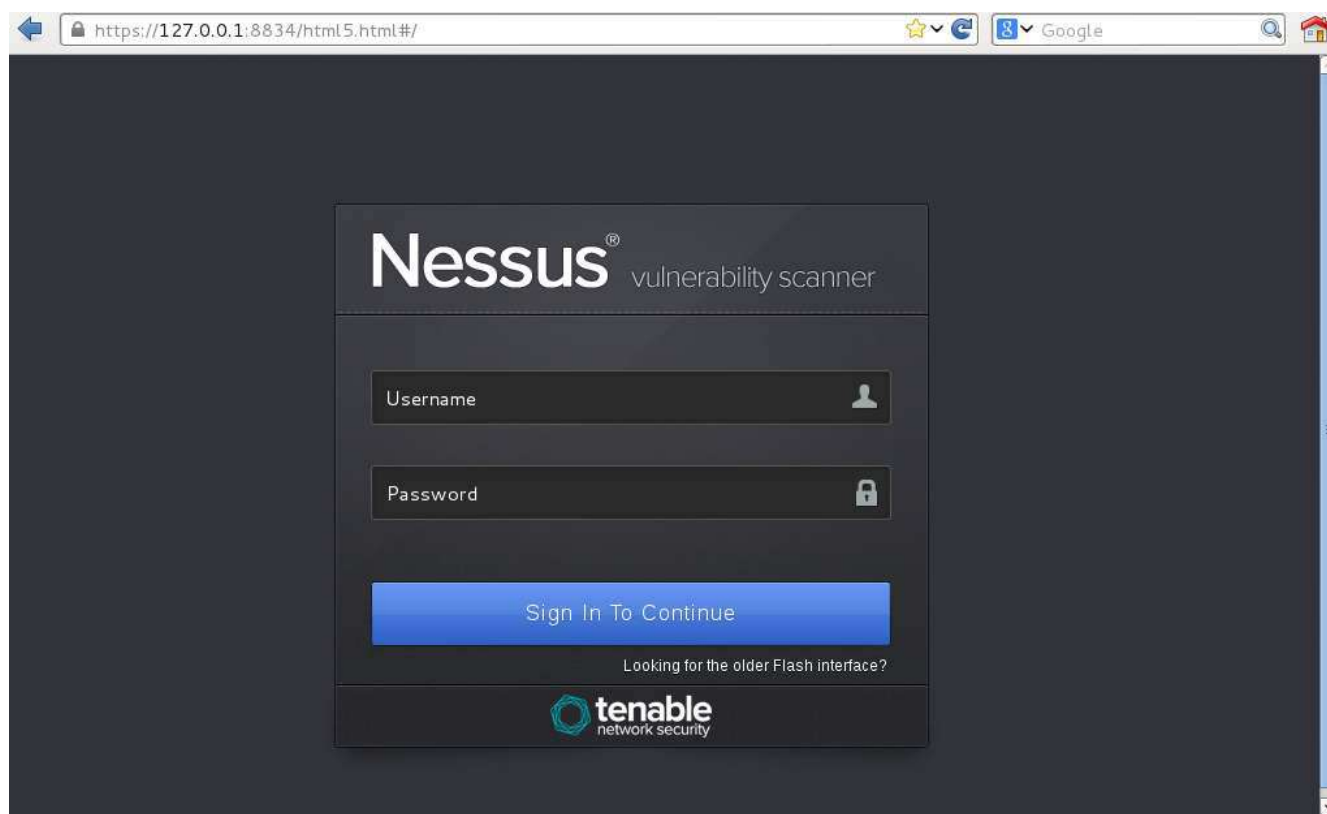 https://127.0.0.1:8834/html5.html#/
8 Google
Nessus® vulnerability scanner
Username
Password
Sign In To Continue
Looking for the older Flash interface?
tenable
network security